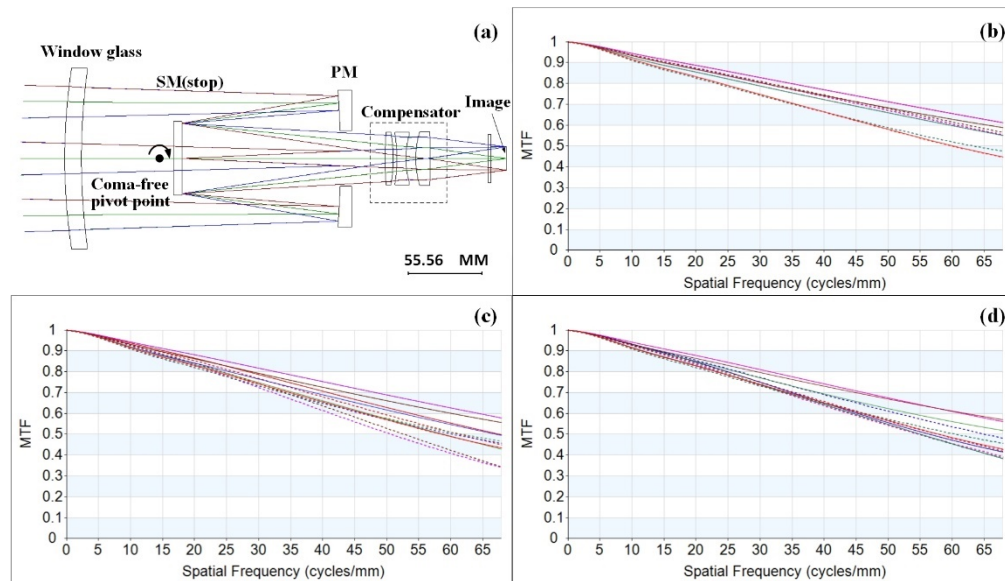 (a)
Window glass
SM(stop)
PM
Compensator
Image
Coma-free
pivot point
55.56 MM
(b)
1
0.9
0.8
0.7
0.6
0.5
0.4
0.3
0.2
0.1
0
MTF
0 5 10 15 20 25 30 35 40 45 50 55 60 65
Spatial Frequency (cycles/mm)
(c)
1
0.9
0.8
0.7
0.6
0.5
0.4
0.3
0.2
0.1
0
MTF
0 5 10 15 20 25 30 35 40 45 50 55 60 65
Spatial Frequency (cycles/mm)
(d)
1
0.9
0.8
0.7
0.6
0.5
0.4
0.3
0.2
0.1
0
MTF
0 5 10 15 20 25 30 35 40 45 50 55 60 65
Spatial Frequency (cycles/mm)